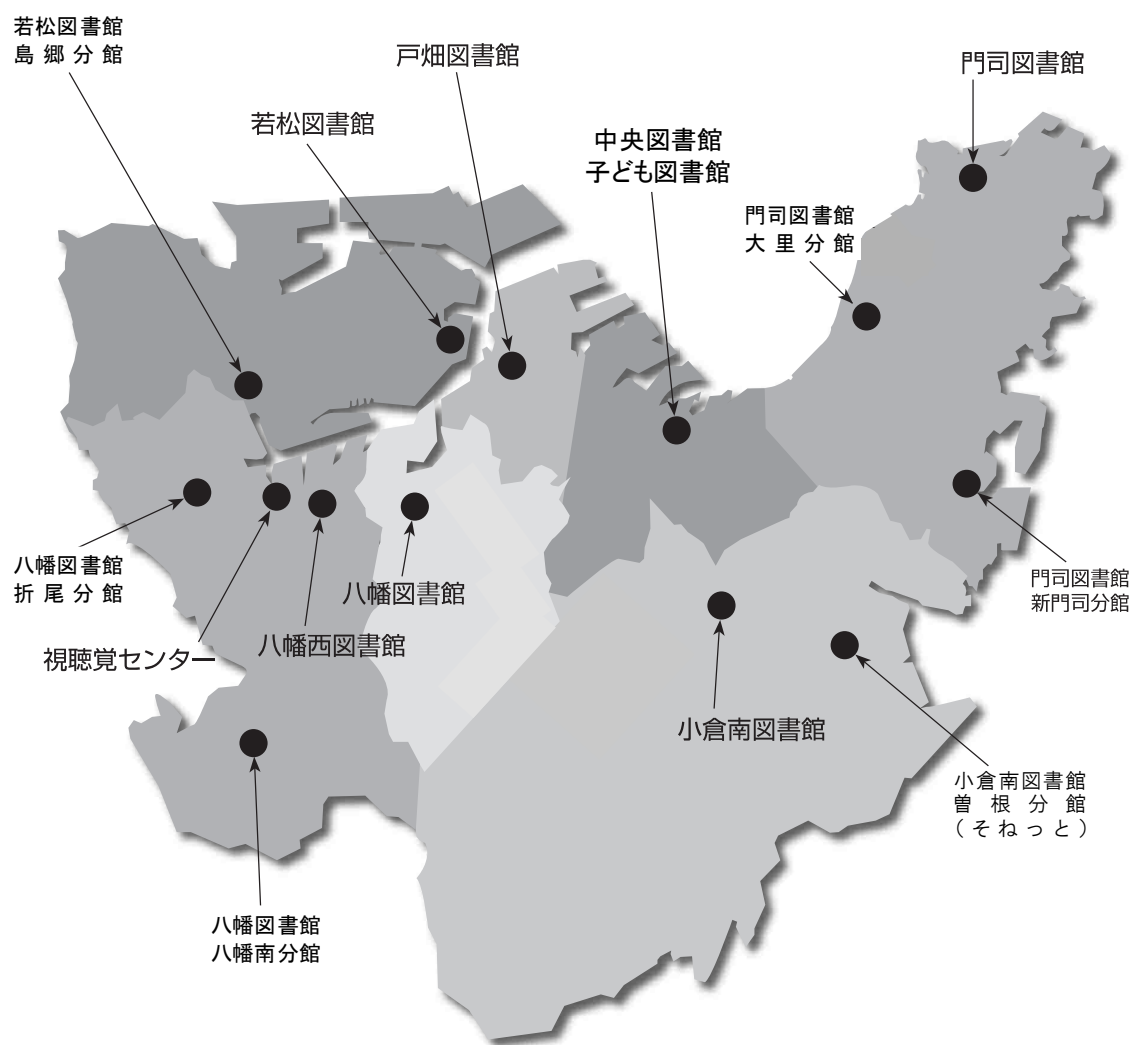 若松図書館
島郷分館
戸畑図書館
門司図書館
若松図書館
中央図書館
子ども図書館
門司図書館
大里分館
八幡図書館
折尾分館
門司図書館
新門司分館
八幡図書館
八幡西図書館
視聴覚センター
小倉南図書館
小倉南図書館
曽根分館
(そねっと)
八幡図書館
八幡南分館